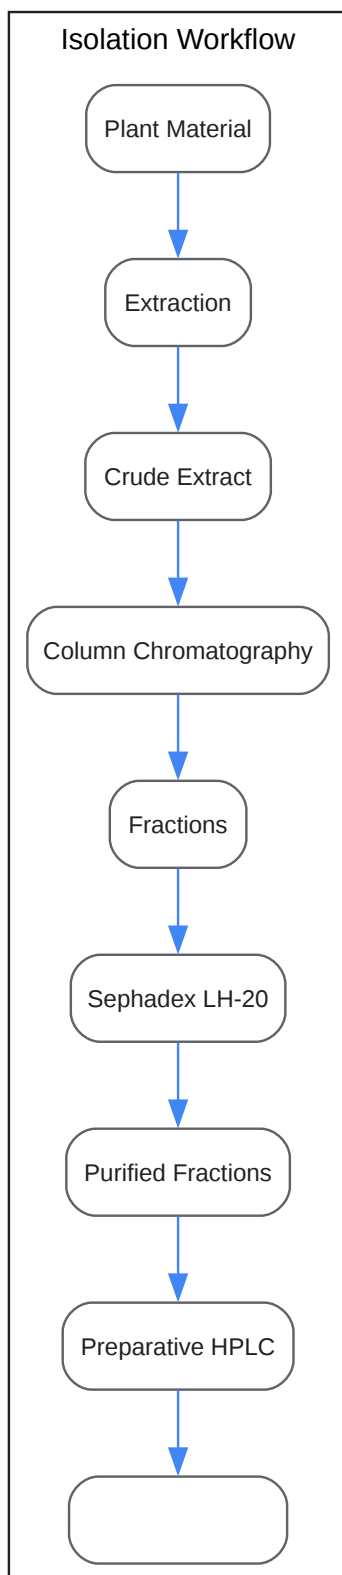 Isolation Workflow
Plant Material
Extraction
Crude Extract
Column Chromatography
Fractions
Sephadex LH-20
Purified Fractions
Preparative HPLC